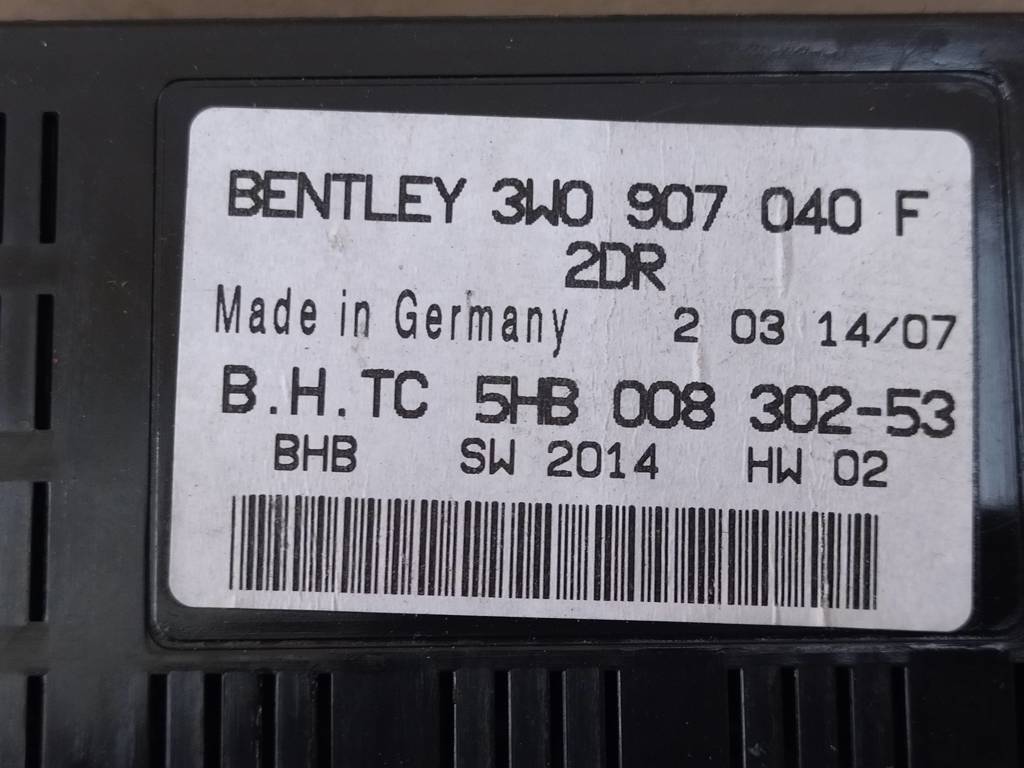 BENTLEY 3W0 907 040 F
2DR
Made in Germany 2 03 14/07
B.H.TC 5HB 008 302-53
BHB SW 2014 HW 02